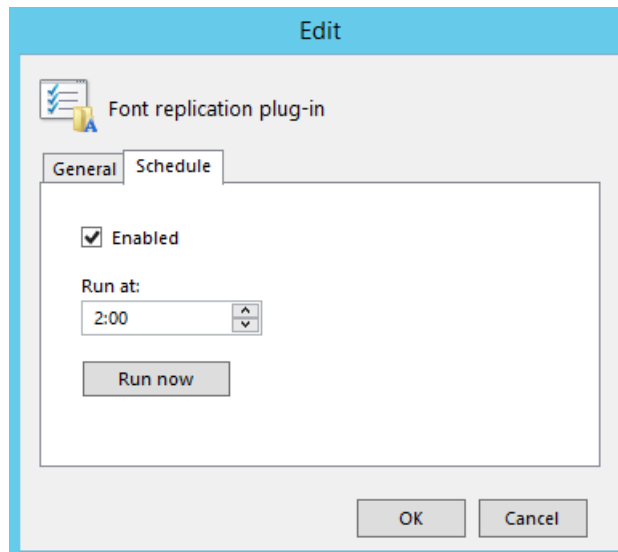 Edit
Font replication plug-in
General Schedule
Enabled
Run at:
2:00
Run now
OK Cancel